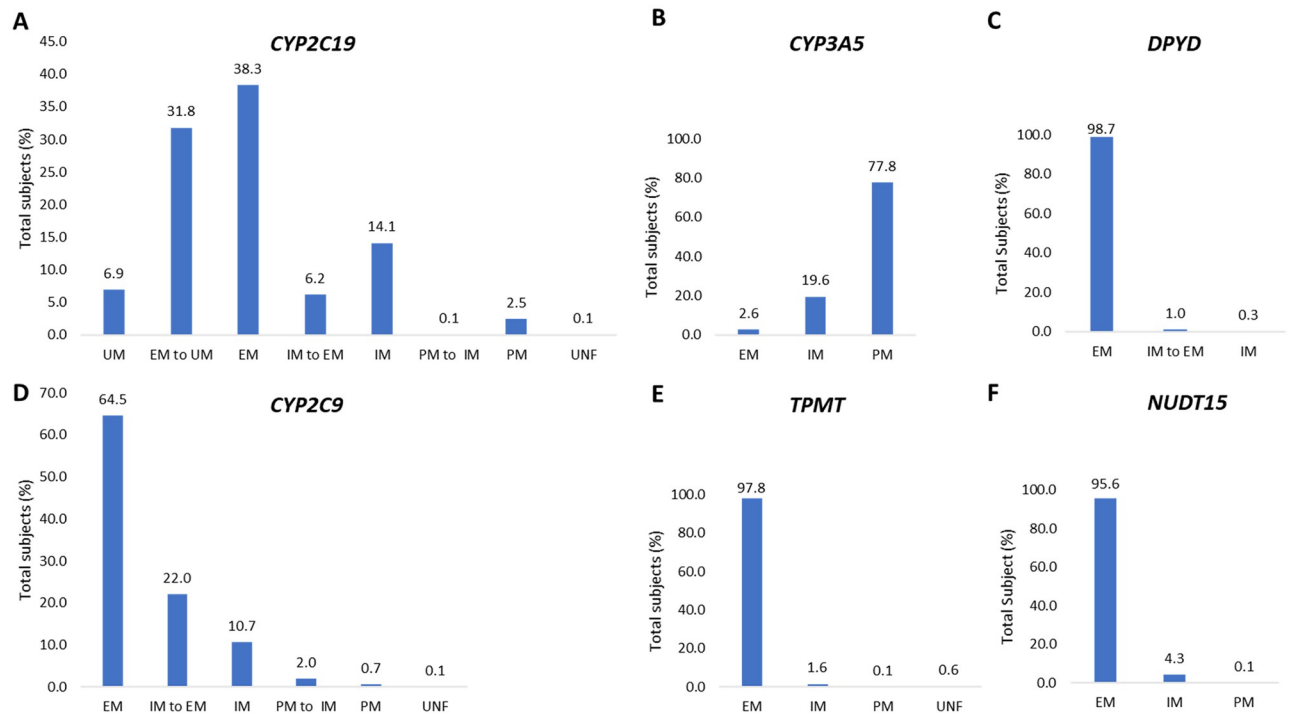 A
CYP2C19
Total subjects (%)
45.0
40.0
35.0
30.0
25.0
20.0
15.0
10.0
5.0
0.0
6.9
31.8
38.3
6.2
14.1
0.1
2.5
0.1
UM EM to UM EM IM to EM IM PM to IM PM UNF
B
CYP3A5
Total subjects (%)
100.0
80.0
60.0
40.0
20.0
0.0
2.6
19.6
77.8
EM IM PM
C
DPYD
Total Subjects (%)
100.0
80.0
60.0
40.0
20.0
0.0
98.7
1.0
0.3
EM IM to EM IM
D
CYP2C9
Total subjects (%)
70.0
60.0
50.0
40.0
30.0
20.0
10.0
0.0
64.5
22.0
10.7
2.0
0.7
0.1
EM IM to EM IM PM to IM PM UNF
E
TPMT
Total subjects (%)
100.0
80.0
60.0
40.0
20.0
0.0
97.8
1.6
0.1
0.6
EM IM PM UNF
F
NUDT15
Total Subject (%)
100.0
80.0
60.0
40.0
20.0
0.0
95.6
4.3
0.1
EM IM PM